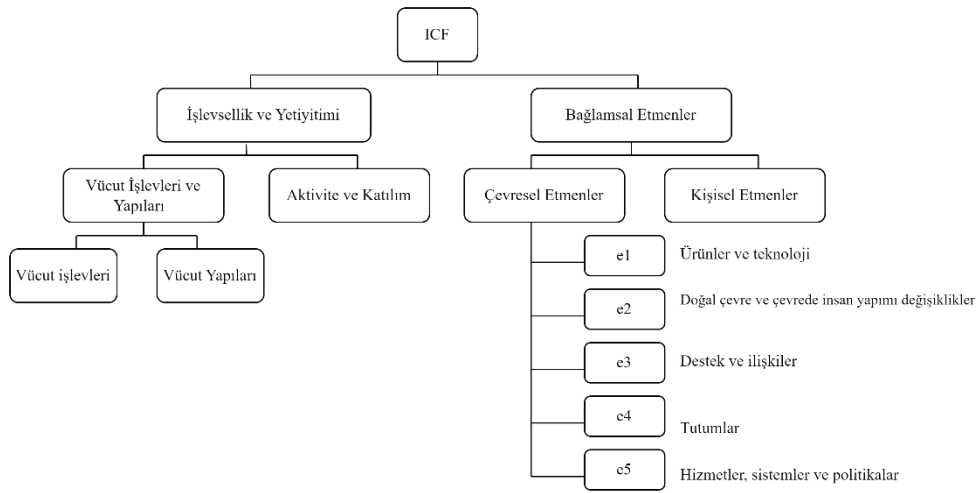 ICF
İşlevsellik ve Yetiyitimi
Bağlamsal Etmenler
Vücut İşlevleri ve
Yapıları
Aktivite ve Katılım
Çevresel Etmenler
Kişisel Etmenler
Vücut işlevleri
Vücut Yapıları
e1
Ürünler ve teknoloji
e2
Doğal çevre ve çevrede insan yapımı değişiklikler
e3
Destek ve ilişkiler
e4
Tutumlar
e5
Hizmetler, sistemler ve politikalar